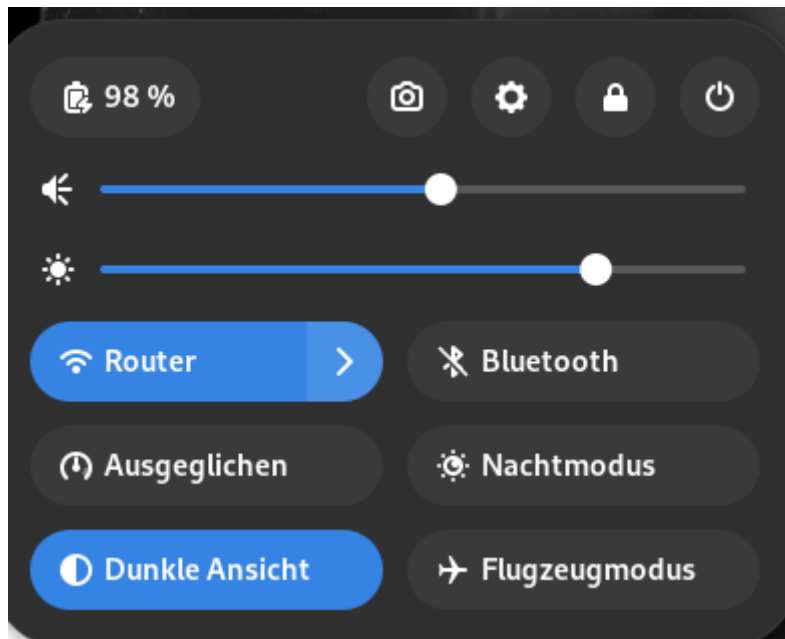 98 %
Router
Bluetooth
Ausgeglichen
Nachtmodus
Dunkle Ansicht
Flugzeugmodus